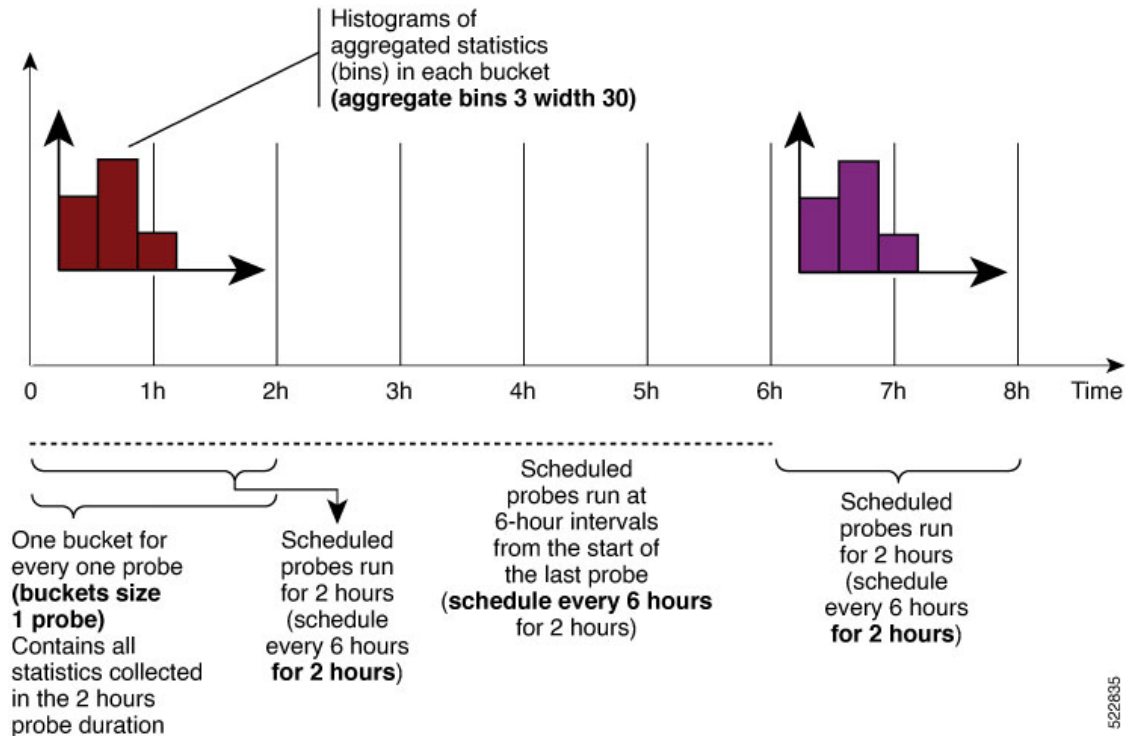 Histograms of
aggregated statistics
(bins) in each bucket
(aggregate bins 3 width 30)
0 1h 2h 3h 4h 5h 6h 7h 8h Time
One bucket for
every one probe
(buckets size
1 probe)
Contains all
statistics collected
in the 2 hours
probe duration
Scheduled
probes run
for 2 hours
(schedule
every 6 hours
for 2 hours)
Scheduled
probes run at
6-hour intervals
from the start of
the last probe
(schedule every 6 hours
for 2 hours)
Scheduled
probes run
for 2 hours
(schedule
every 6 hours
for 2 hours)
522835